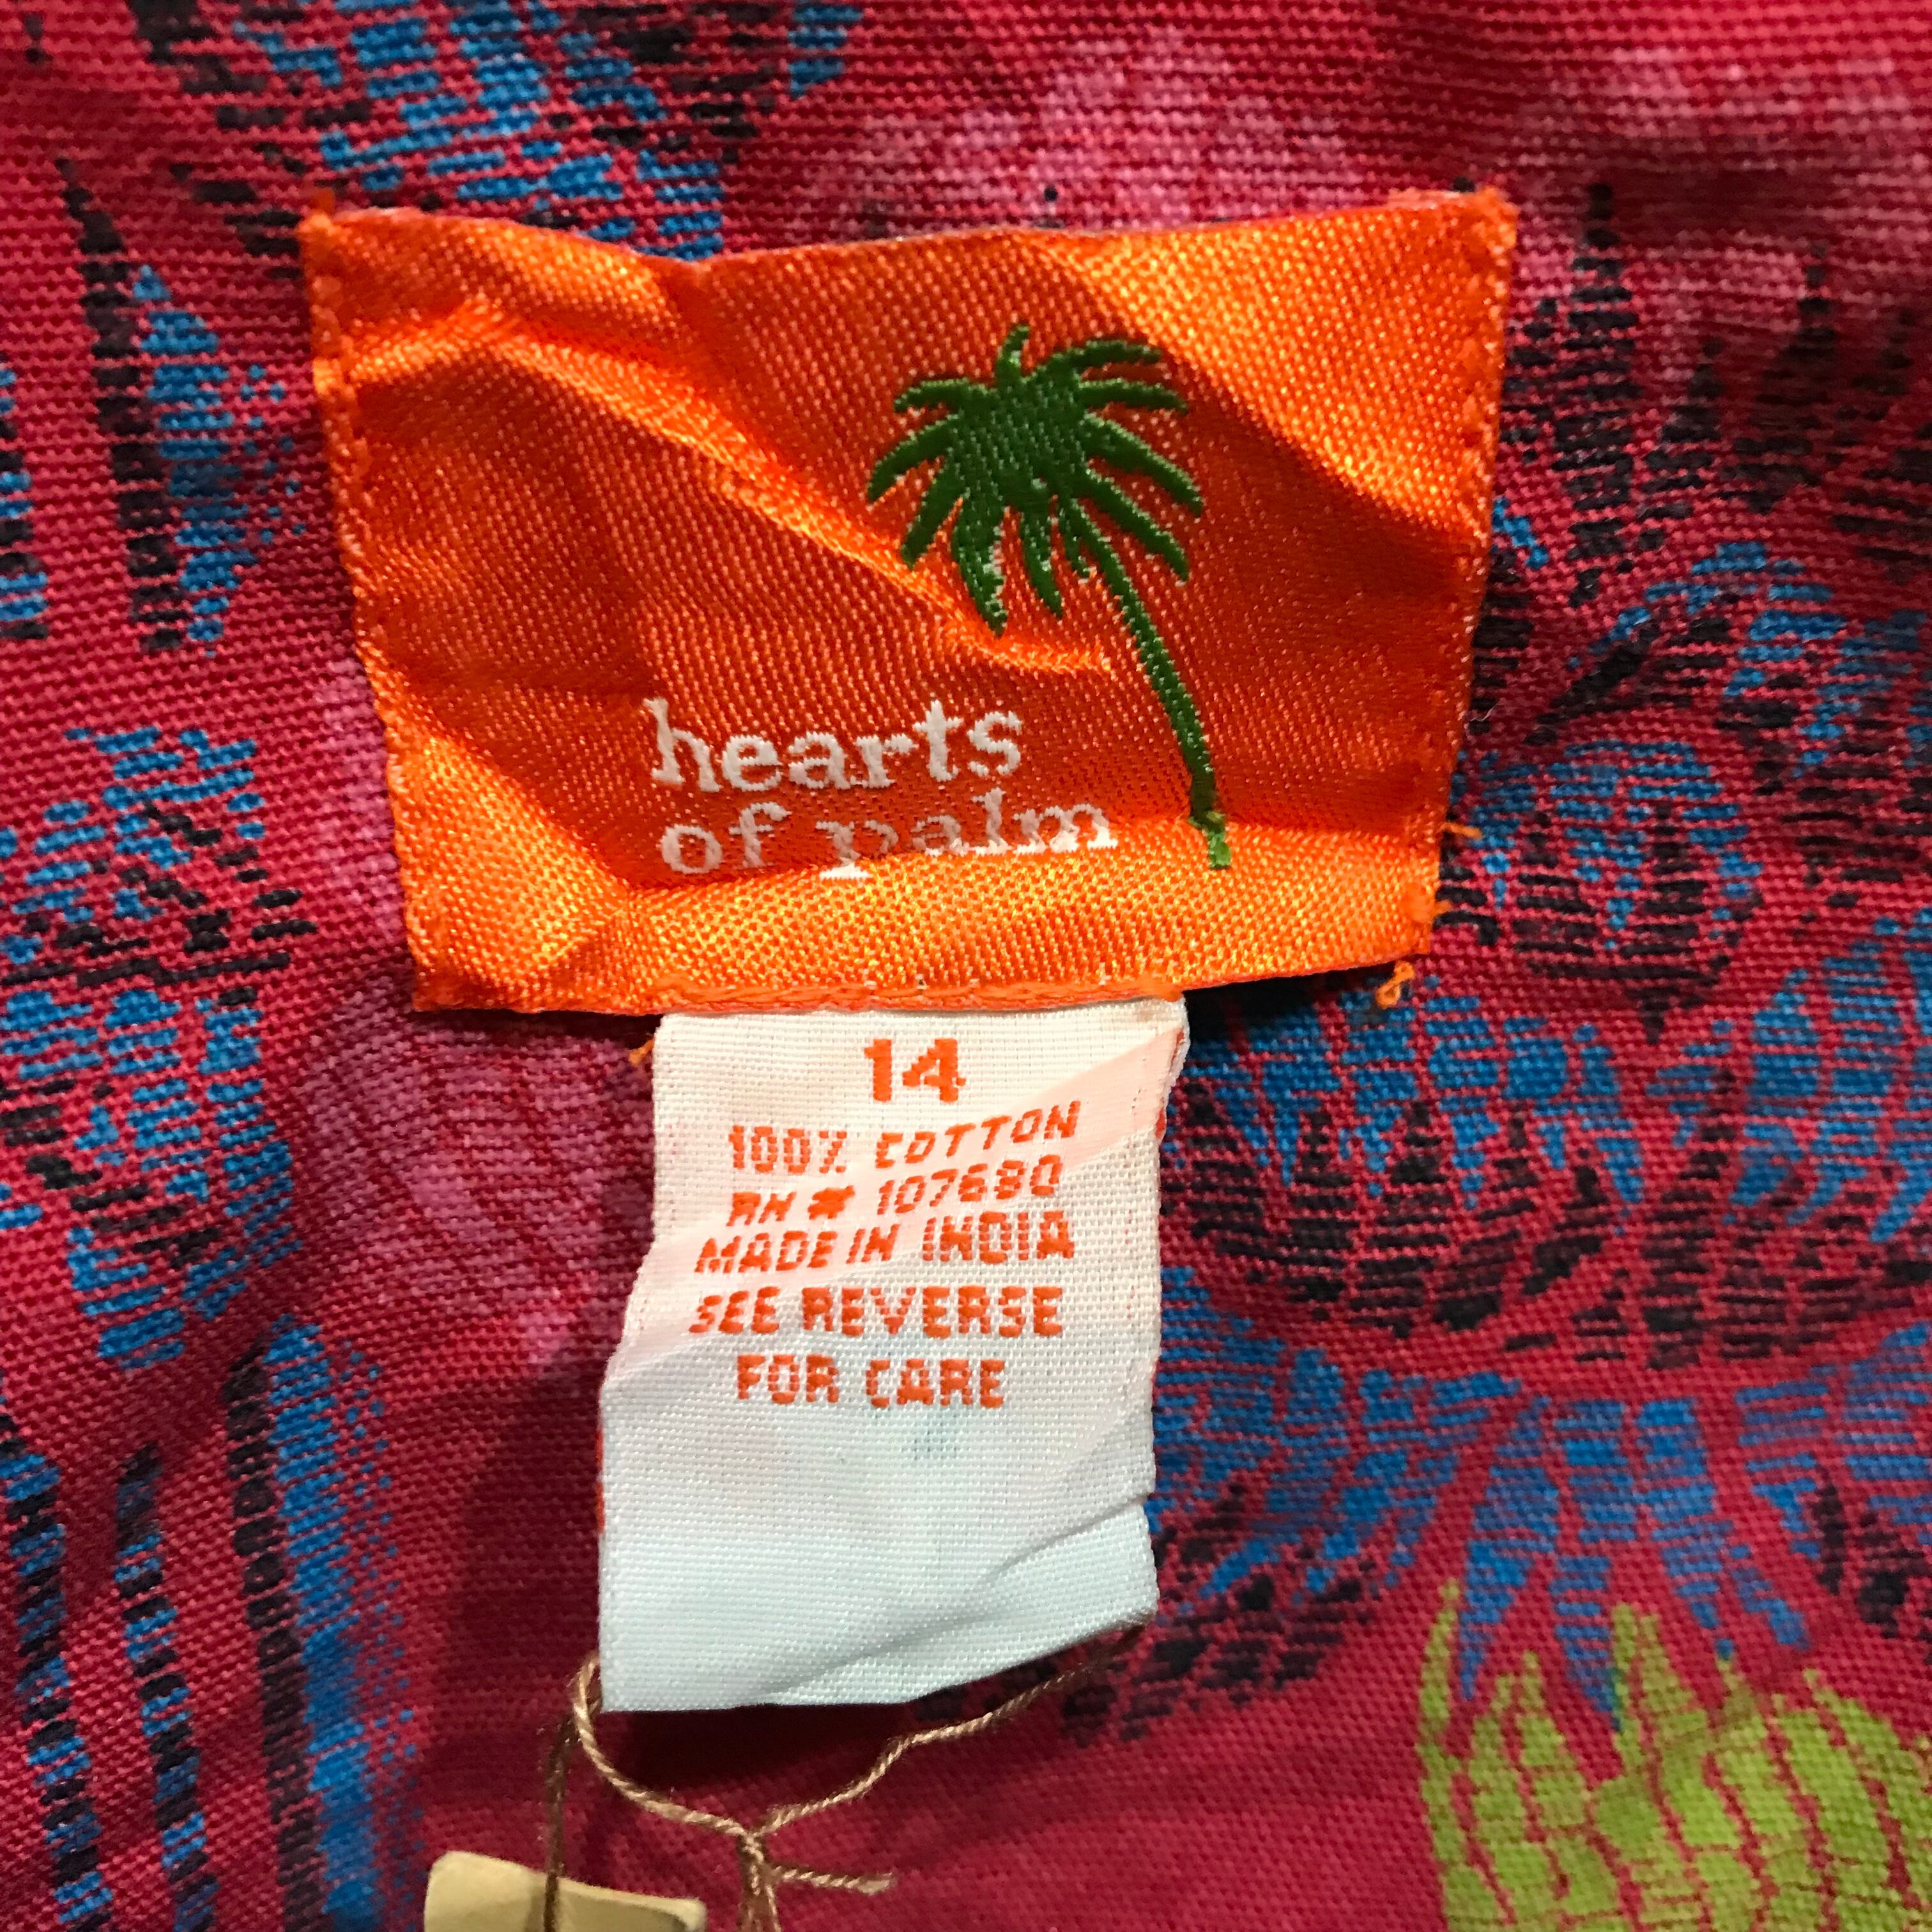 hearts
of palm
14
100% COTTON
RN # 107680
MADE IN INDIA
SEE REVERSE
FOR CARE